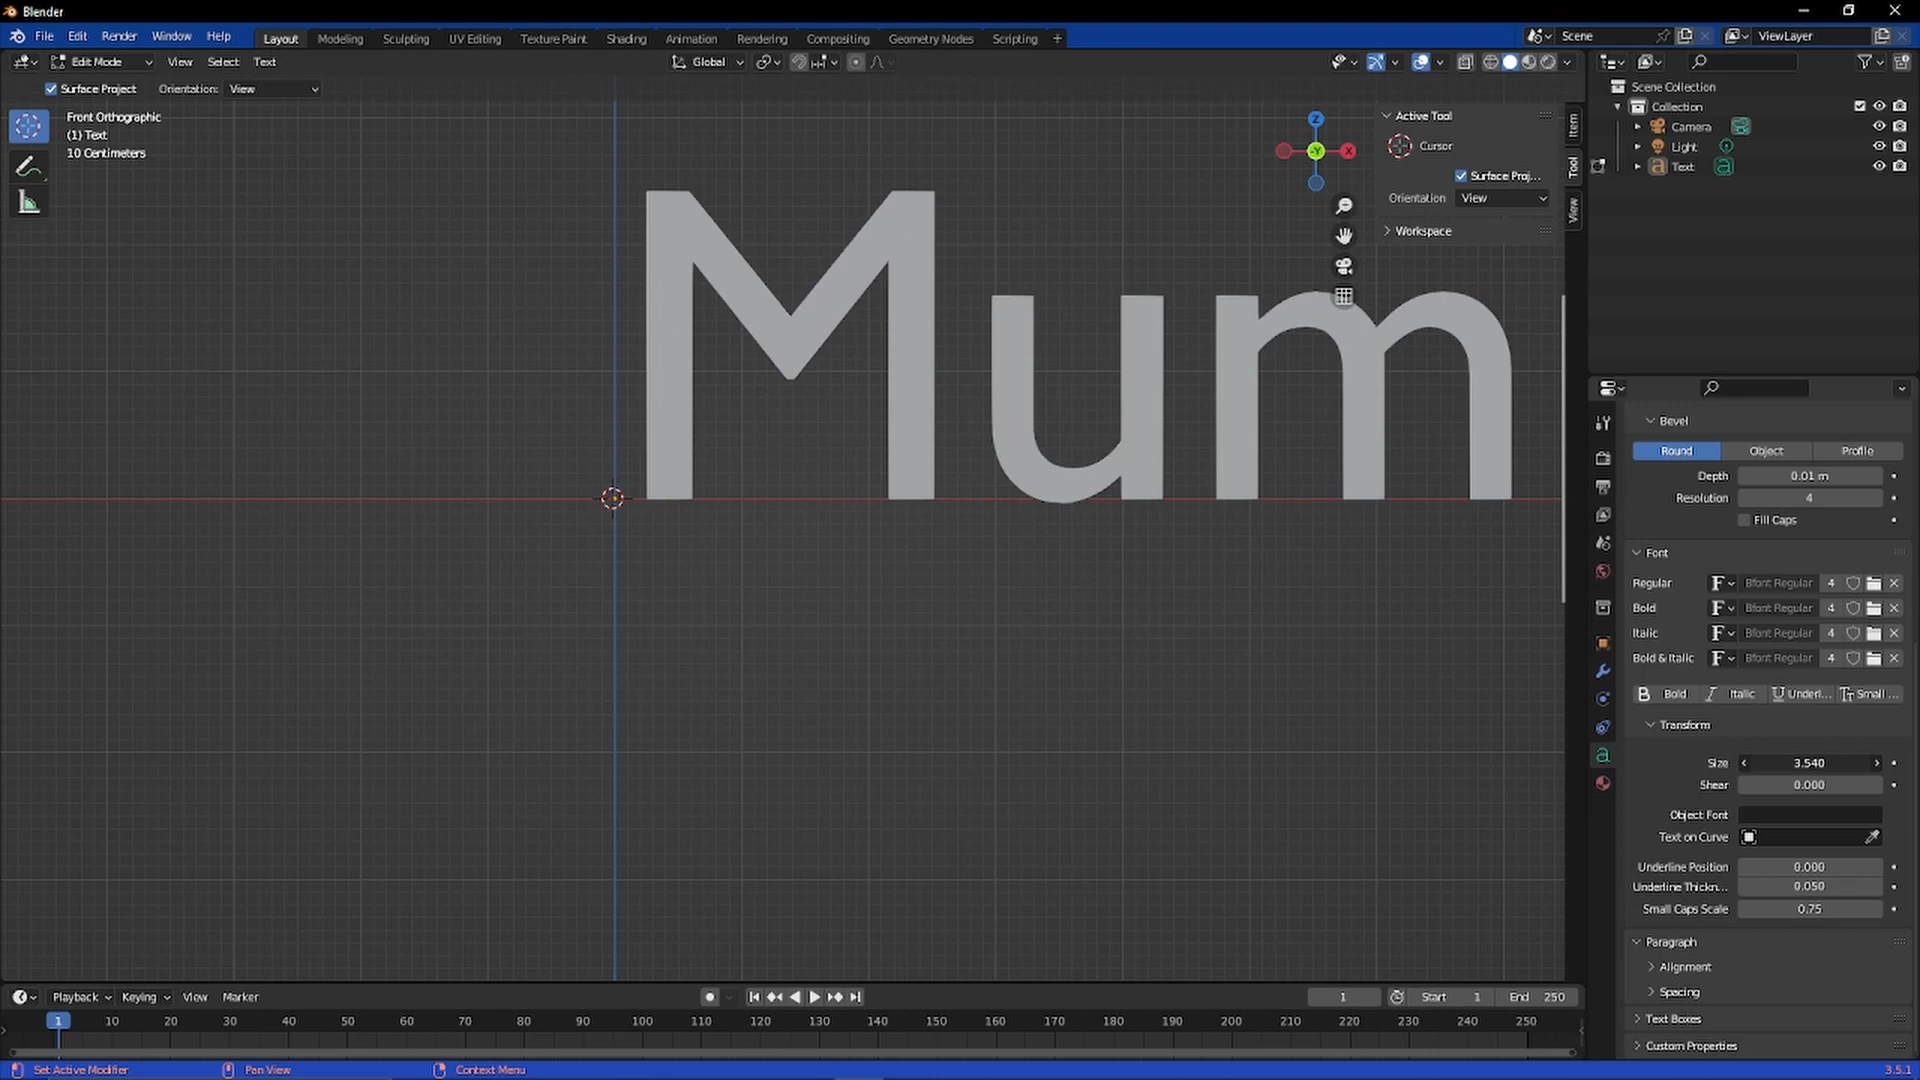 Blender
File Edit Render Window Help
Layout Modeling Sculpting UV Editing Texture Paint Shading Animation Rendering Compositing Geometry Nodes Scripting +
Scene
ViewLayer
Edit Mode View Select Text
Global
Surface Project Orientation: View
Front Orthographic
(1) Text
10 Centimeters
Z
-Y
X
Active Tool
Cursor
Surface Proj...
Orientation View
Workspace
Item
Tool
View
Mum
Scene Collection
Collection
Camera
Light
Text
Bevel
Round Object Profile
Depth 0.01 m
Resolution 4
Fill Caps
Font
Regular Bfont Regular 4
Bold Bfont Regular 4
Italic Bfont Regular 4
Bold & Italic Bfont Regular 4
B Bold I Italic U Underl... Tт Small ...
Transform
Size 3.540
Shear 0.000
Object Font
Text on Curve
Underline Position 0.000
Underline Thickn... 0.050
Small Caps Scale 0.75
Paragraph
Alignment
Spacing
Text Boxes
Custom Properties
Playback Keying View Marker
1
Start 1 End 250
1 10 20 30 40 50 60 70 80 90 100 110 120 130 140 150 160 170 180 190 200 210 220 230 240 250
Set Active Modifier Pan View Context Menu
3.5.1